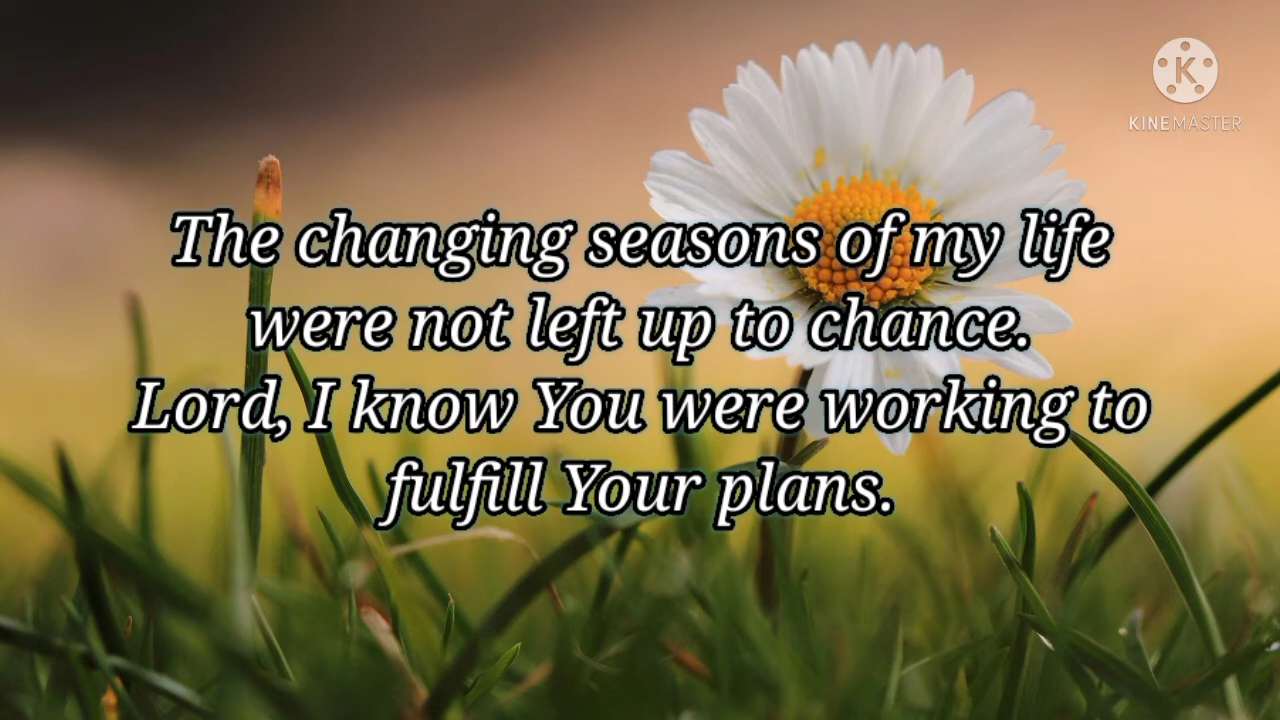 K
KINEMASTER
The changing seasons of my life
were not left up to chance.
Lord, I know You were working to
fulfill Your plans.